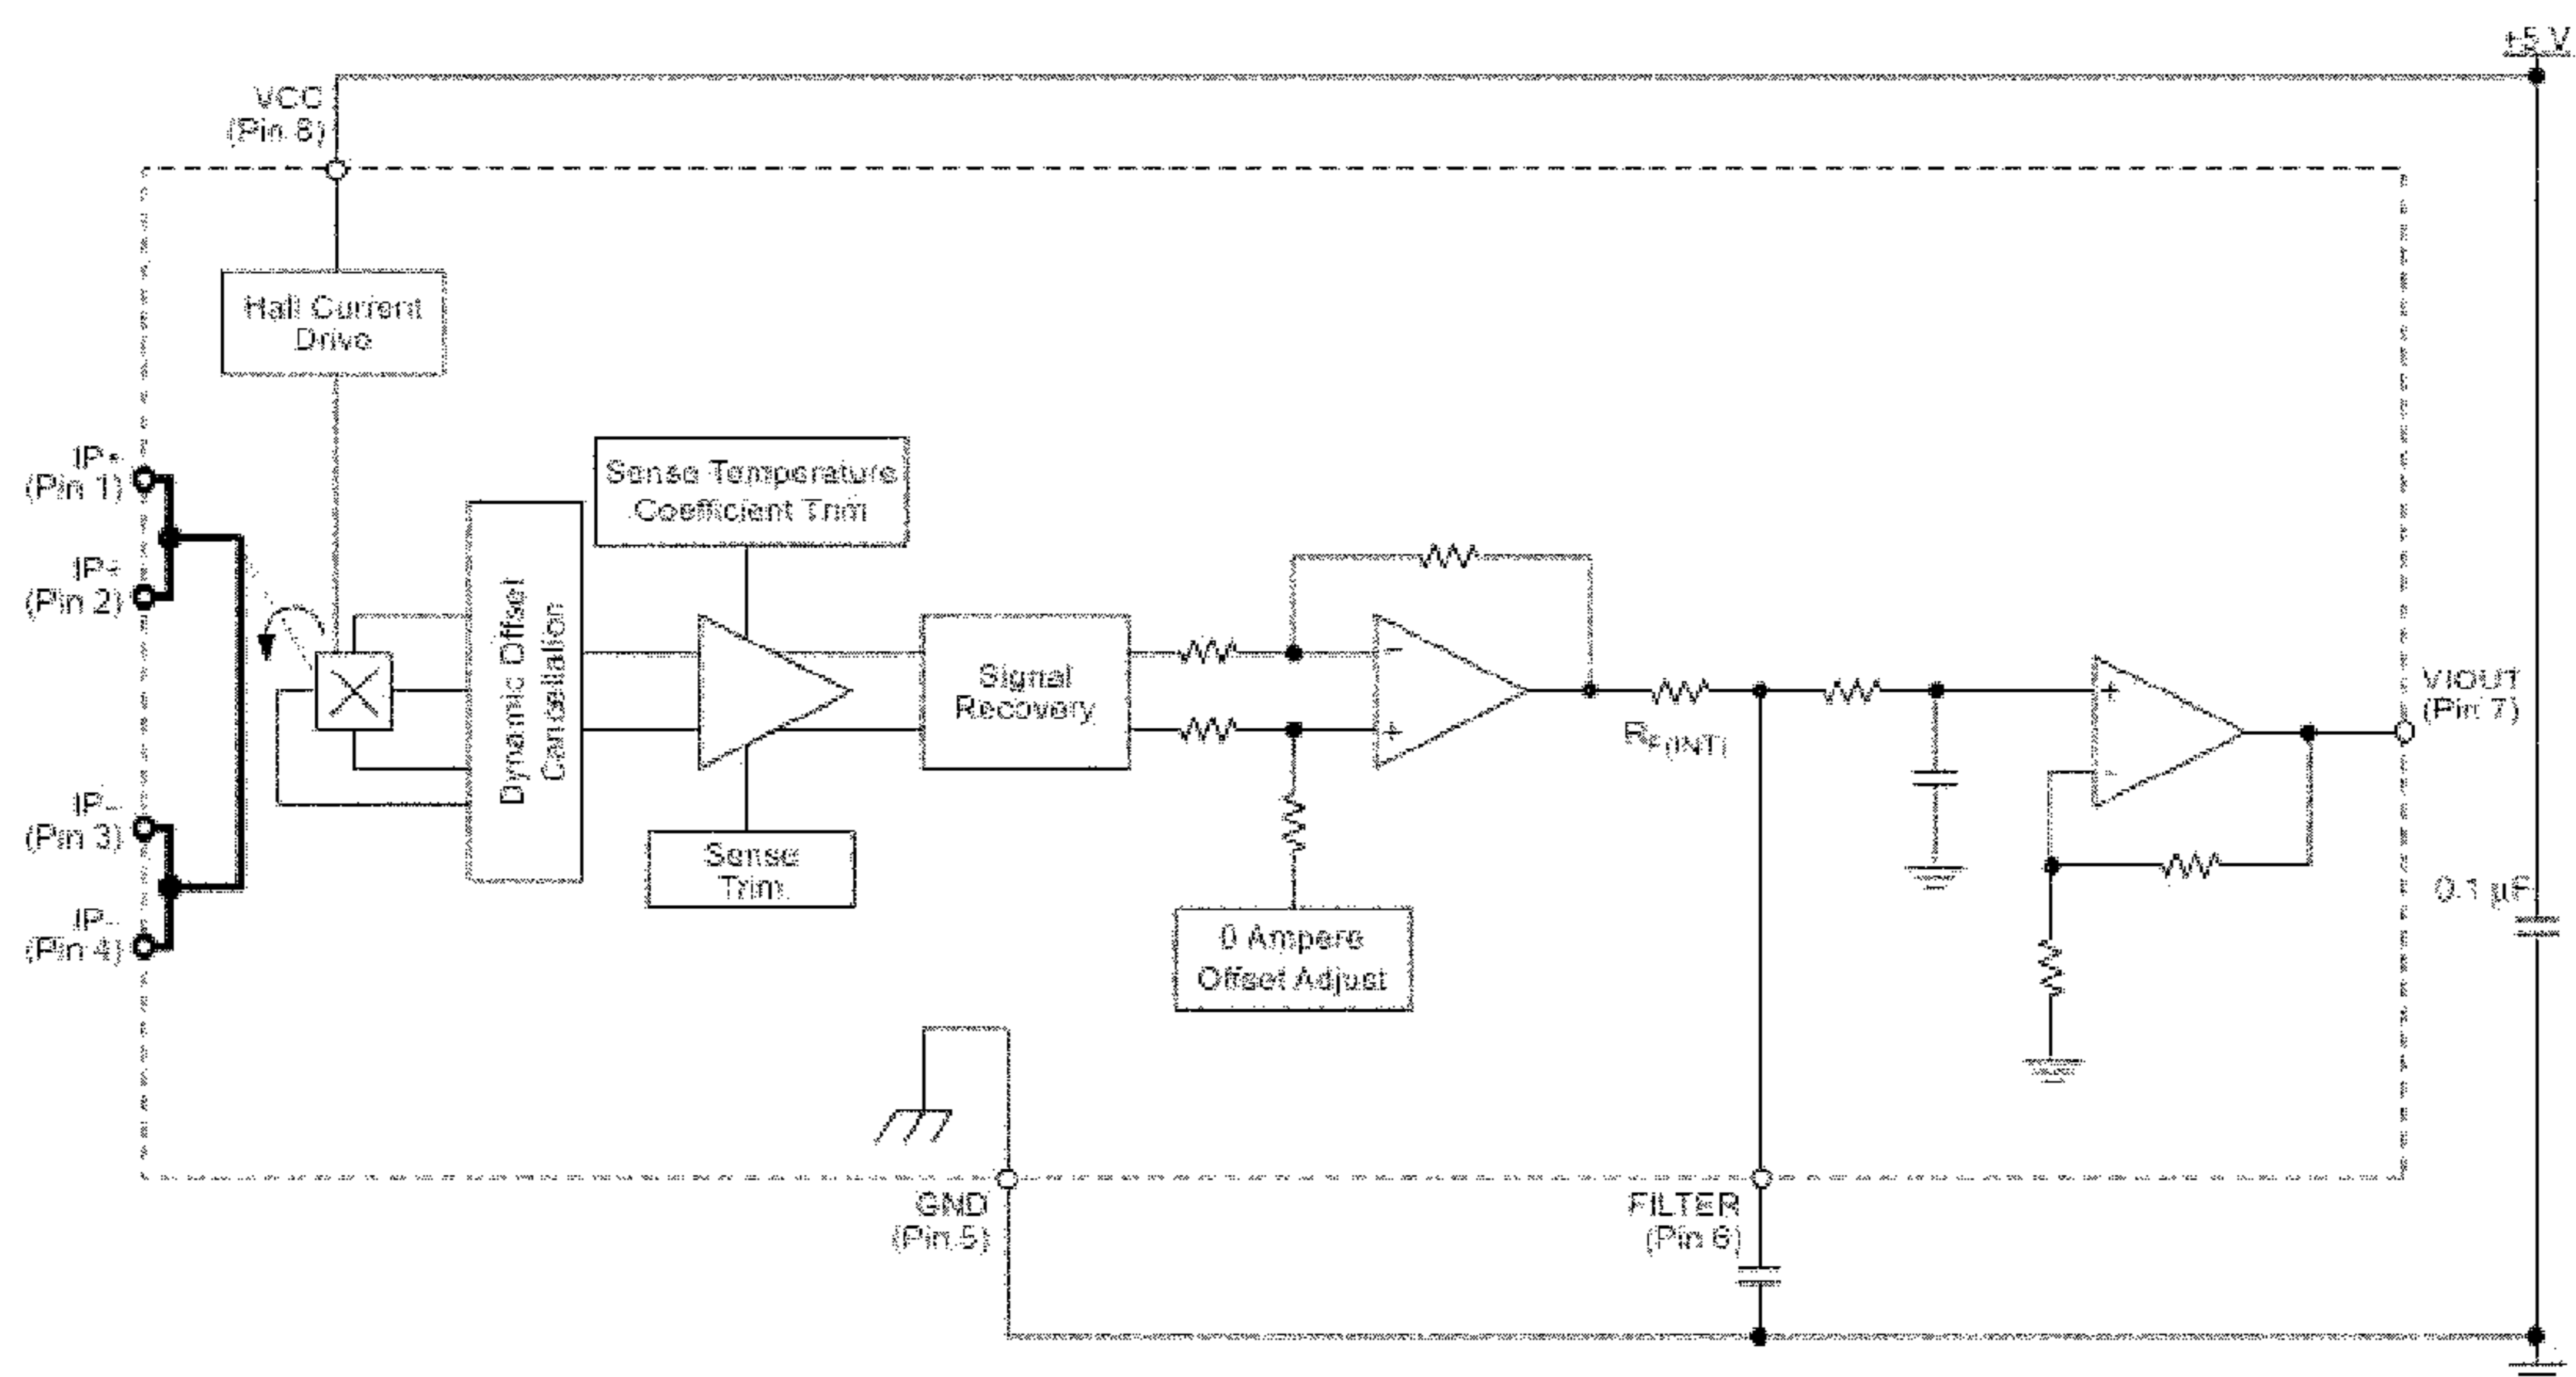 +5 V
VCC
(Pin 8)
Hall Current
Drive
IP+
(Pin 1)
IP+
(Pin 2)
IP−
(Pin 3)
IP−
(Pin 4)
Dynamic Offset
Cancellation
Sense Temperature
Coefficient Trim
Sense
Trim
Signal
Recovery
0 Ampere
Offset Adjust
−
+
RF(INT)
+
−
VIOUT
(Pin 7)
0.1 µF
GND
(Pin 5)
FILTER
(Pin 6)